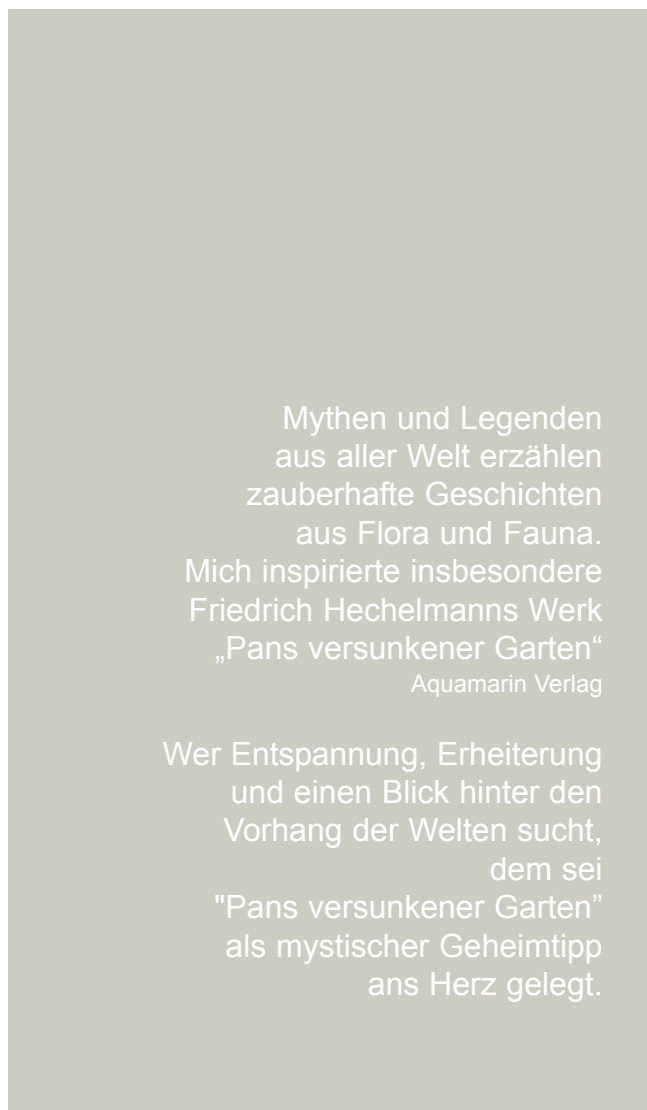 Mythen und Legenden
aus aller Welt erzählen
zauberhafte Geschichten
aus Flora und Fauna.
Mich inspirierte insbesondere
Friedrich Hechelmanns Werk
„Pans versunkener Garten“
Aquamarin Verlag
Wer Entspannung, Erheiterung
und einen Blick hinter den
Vorhang der Welten sucht,
dem sei
"Pans versunkener Garten”
als mystischer Geheimtipp
ans Herz gelegt.